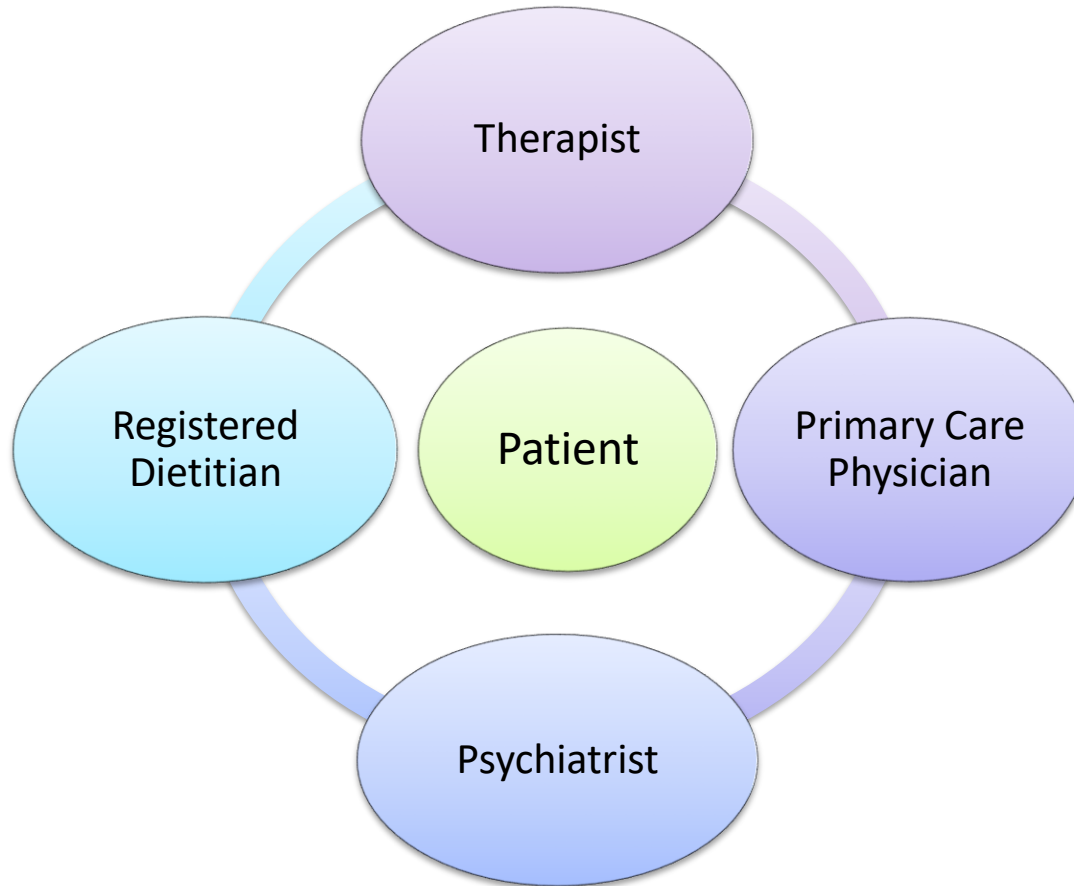 Therapist
Registered
Dietitian
Patient
Primary Care
Physician
Psychiatrist